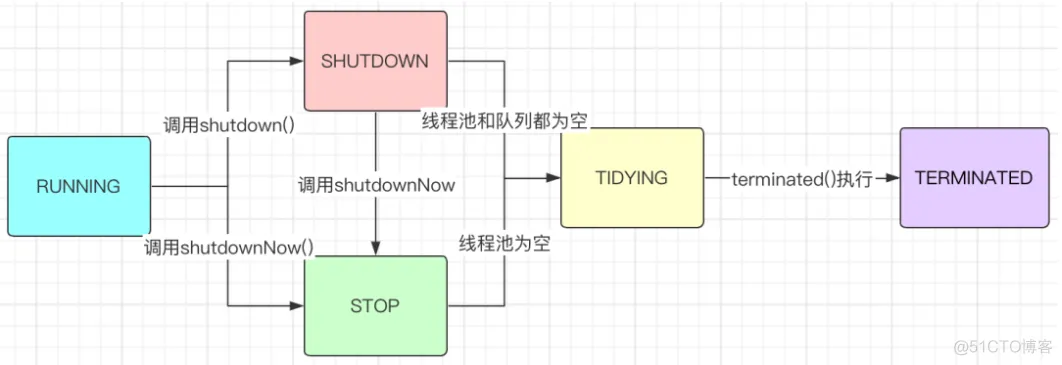 SHUTDOWN
调用shutdown()
线程池和队列都为空
RUNNING
调用shutdownNow
TIDYING
terminated()执行
TERMINATED
调用shutdownNow()
线程池为空
STOP
@51CTO博客